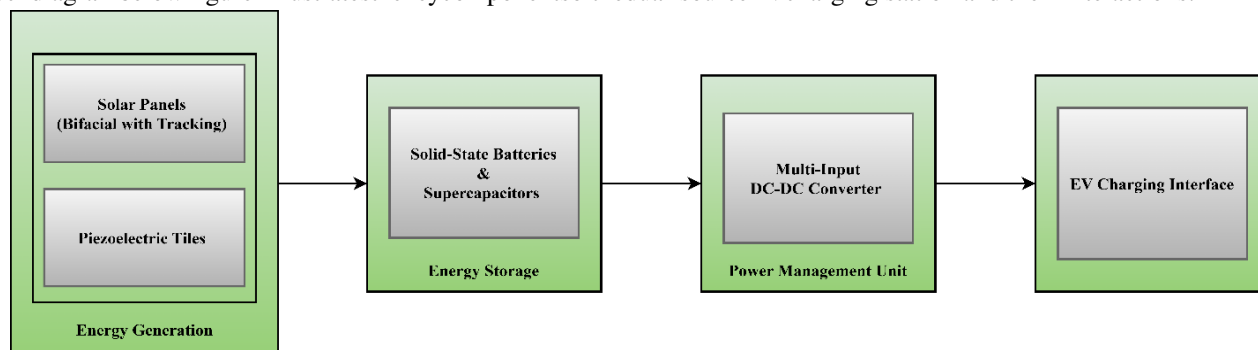 Solar Panels
(Bifacial with Tracking)
Piezoelectric Tiles
Energy Generation
Solid-State Batteries
&
Supercapacitors
Energy Storage
Multi-Input
DC-DC Converter
Power Management Unit
EV Charging Interface